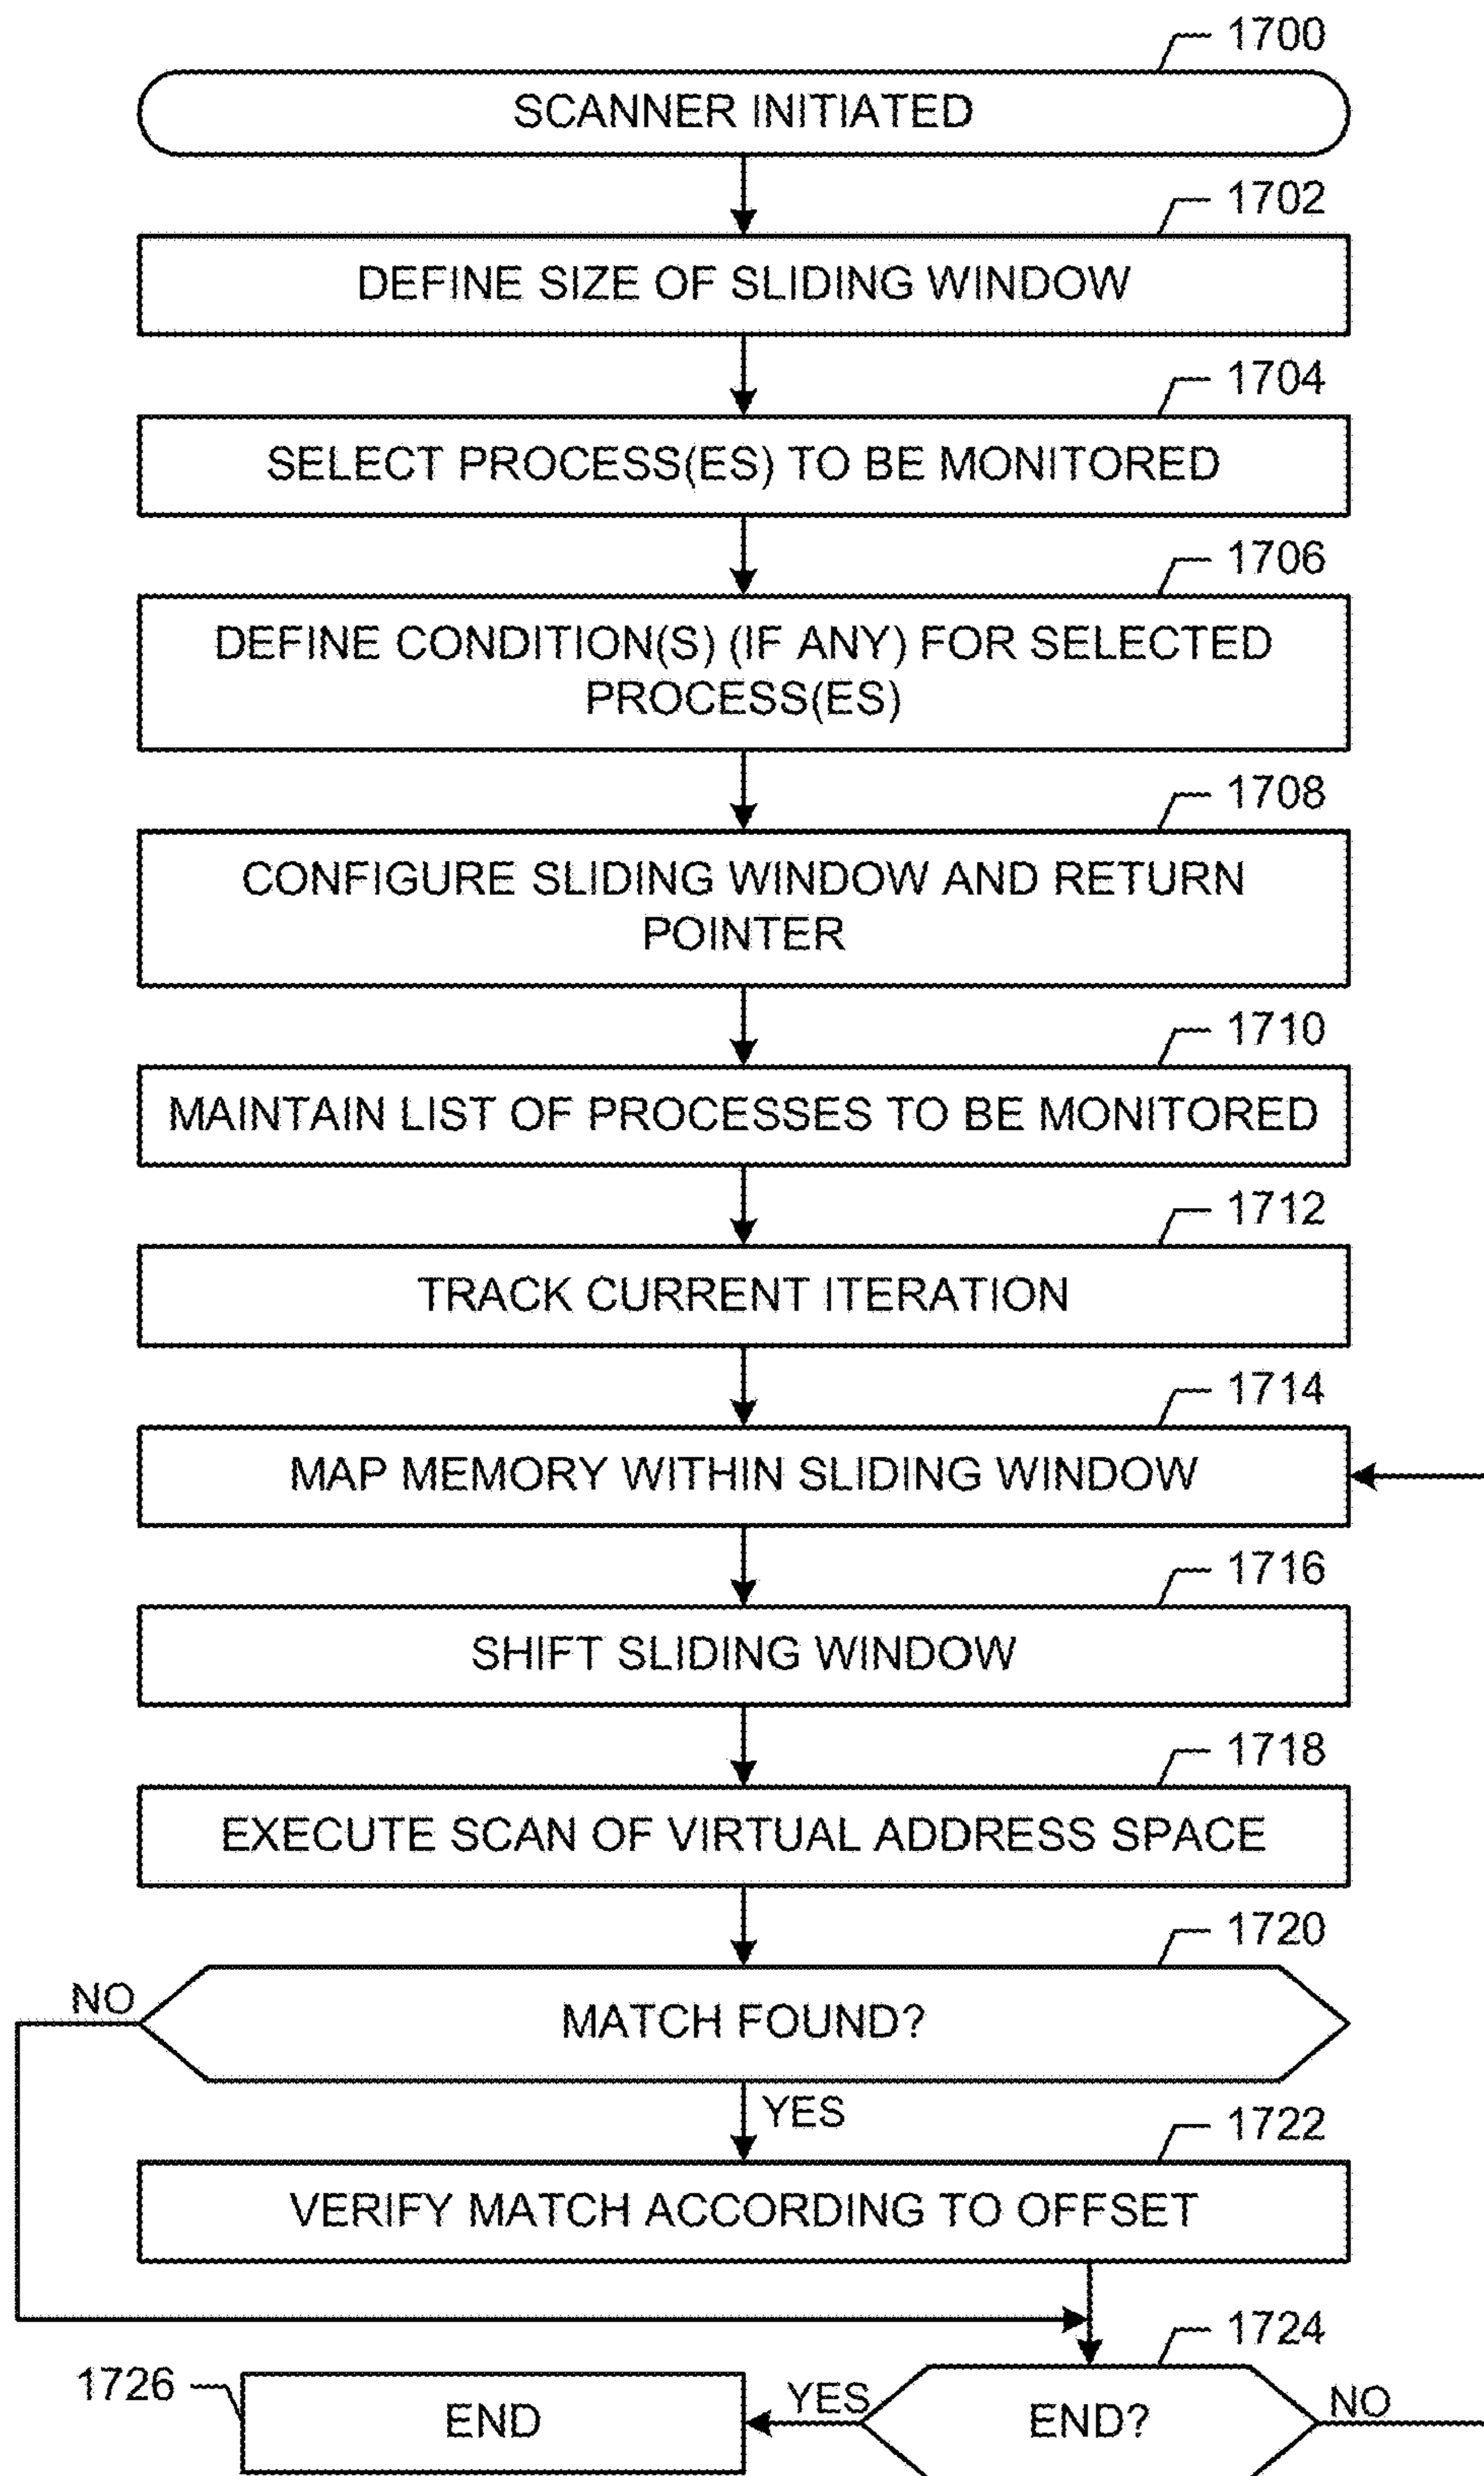 1700
SCANNER INITIATED
1702
DEFINE SIZE OF SLIDING WINDOW
1704
SELECT PROCESS(ES) TO BE MONITORED
1706
DEFINE CONDITION(S) (IF ANY) FOR SELECTED
PROCESS(ES)
1708
CONFIGURE SLIDING WINDOW AND RETURN
POINTER
1710
MAINTAIN LIST OF PROCESSES TO BE MONITORED
1712
TRACK CURRENT ITERATION
1714
MAP MEMORY WITHIN SLIDING WINDOW
1716
SHIFT SLIDING WINDOW
1718
EXECUTE SCAN OF VIRTUAL ADDRESS SPACE
1720
NO
MATCH FOUND?
YES
1722
VERIFY MATCH ACCORDING TO OFFSET
1724
1726
END
YES
END?
NO